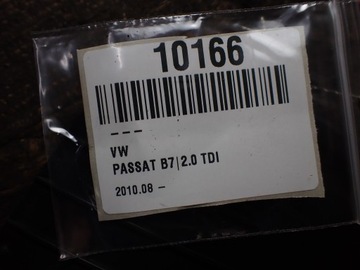 10166
---
VW
PASSAT B7|2.0 TDI
2010.08 -